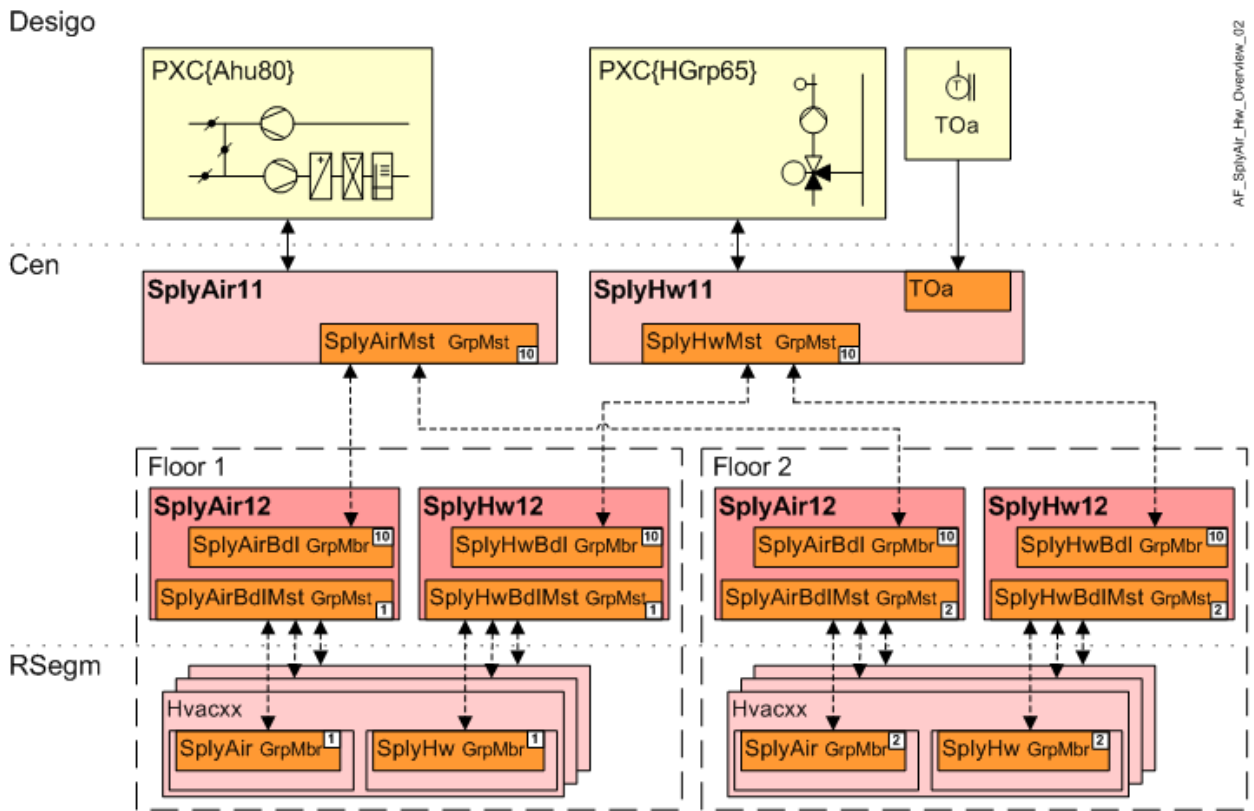 Desigo
PXC{Ahu80}
PXC{HGrp65}
T
TOa
AF_SplyAir_Hw_Overview_02
Cen
SplyAir11
SplyAirMst GrpMst 10
SplyHw11
TOa
SplyHwMst GrpMst 10
Floor 1
SplyAir12
SplyAirBdl GrpMbr 10
SplyAirBdlMst GrpMst 1
SplyHw12
SplyHwBdl GrpMbr 10
SplyHwBdlMst GrpMst 1
Floor 2
SplyAir12
SplyAirBdl GrpMbr 10
SplyAirBdlMst GrpMst 2
SplyHw12
SplyHwBdl GrpMbr 10
SplyHwBdlMst GrpMst 2
RSegm
Hvacxx
SplyAir GrpMbr 1
SplyHw GrpMbr 1
Hvacxx
SplyAir GrpMbr 2
SplyHw GrpMbr 2